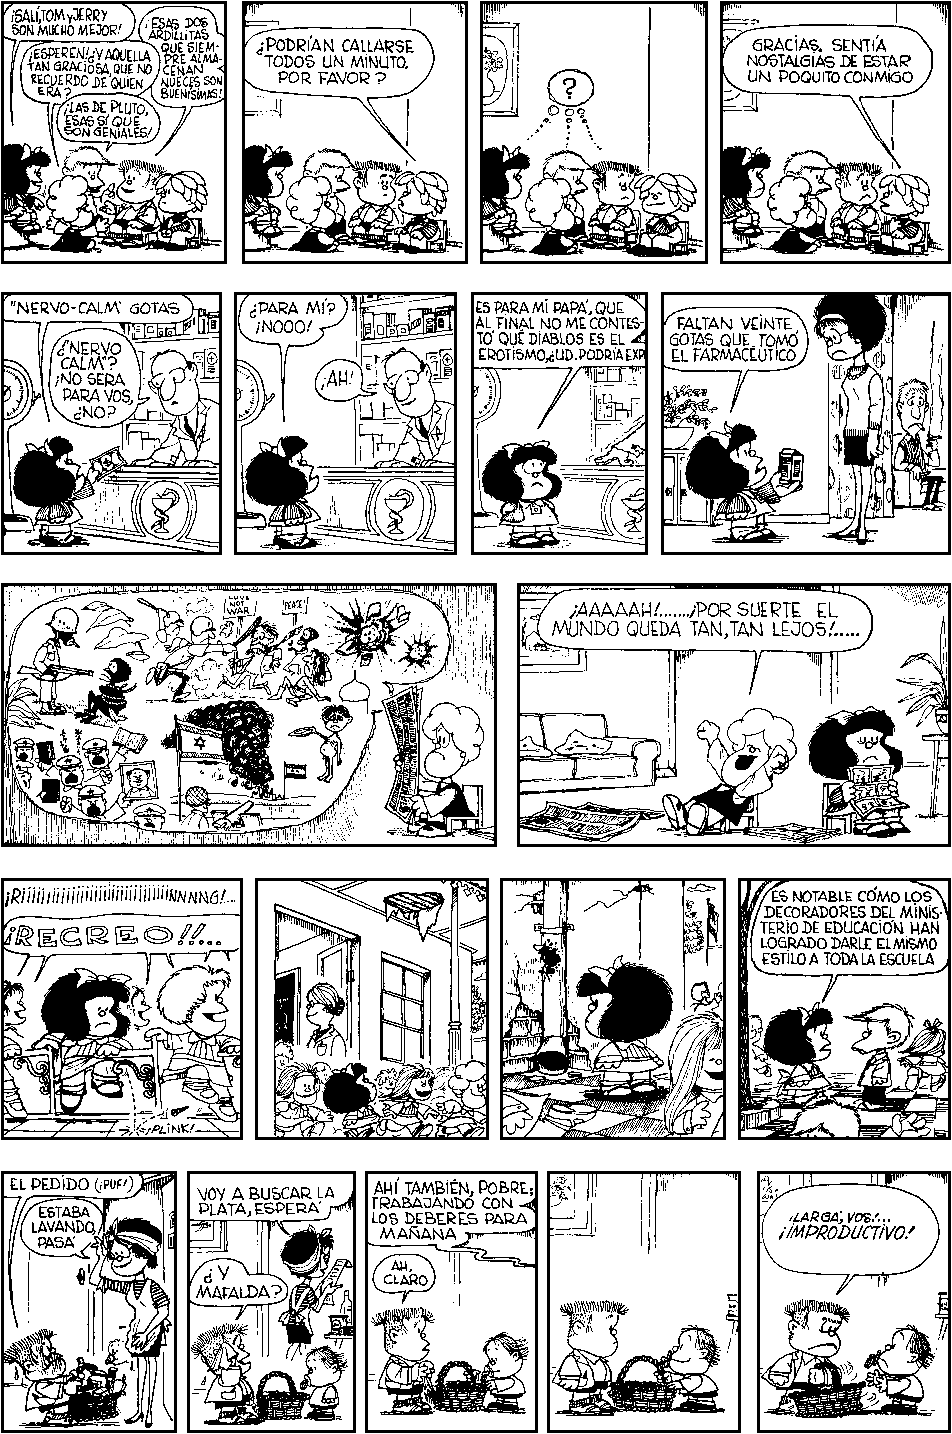 ¡SALÍ, TOM Y JERRY
SON MUCHO MEJOR!
¡ESAS DOS
ARDILLITAS
QUE SIEM-
PRE ALMA-
CENAN
NUECES SON
BUENÍSIMAS!
¡ESPEREN! ¿Y AQUELLA
TAN GRACIOSA, QUE NO
RECUERDO DE QUIÉN
ERA?
¡LAS DE PLUTO,
ESAS SÍ QUE
SON GENIALES!
¿PODRÍAN CALLARSE
TODOS UN MINUTO,
POR FAVOR?
?
GRACIAS. SENTÍA
NOSTALGIAS DE ESTAR
UN POQUITO CONMIGO
"NERVO-CALM" GOTAS
¿"NERVO
CALM"?
¡NO SERA
PARA VOS,
¿NO?
¿PARA MÍ?
¡NOOO!
¡AH!
ES PARA MI PAPÁ, QUE
AL FINAL NO ME CONTES-
TÓ QUÉ DIABLOS ES EL
EROTISMO. ¿UD. PODRÍA EXP
FALTAN VEINTE
GOTAS QUE TOMÓ
EL FARMACÉUTICO
LOVE
NOT
WAR
PEACE!
¡AAAAAH!......¡POR SUERTE EL
MUNDO QUEDA TAN, TAN LEJOS!.....
¡RIIIIIIIIIIIIIIIIIIIIIIIIIIINNNNG!...
¡RECREO!!...
¡PLINK!
ES NOTABLE CÓMO LOS
DECORADORES DEL MINIS-
TERIO DE EDUCACIÓN HAN
LOGRADO DARLE EL MISMO
ESTILO A TODA LA ESCUELA
EL PEDIDO (¡PUF!)
ESTABA
LAVANDO,
PASÁ
VOY A BUSCAR LA
PLATA, ESPERÁ
¿Y
MAFALDA?
AHÍ TAMBIÉN, POBRE;
TRABAJANDO CON
LOS DEBERES PARA
MAÑANA
AH,
CLARO
¡LARGÁ, VOS!...
¡IMPRODUCTIVO!